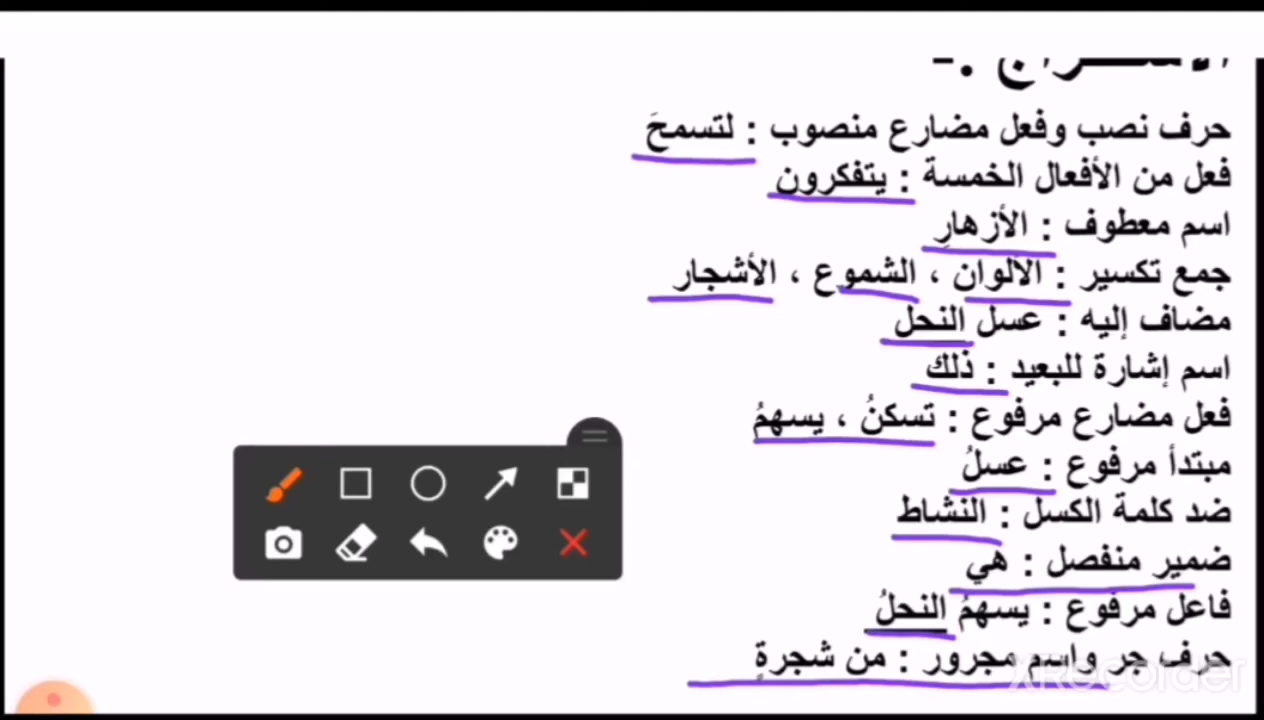 الاستخراج :-
حرف نصب وفعل مضارع منصوب : لتسمحَ
فعل من الأفعال الخمسة : يتفكرون
اسم معطوف : الأزهارِ
جمع تكسير : الألوان ، الشموع ، الأشجار
مضاف إليه : عسل النحل
اسم إشارة للبعيد : ذلك
فعل مضارع مرفوع : تسكنُ ، يسهمُ
مبتدأ مرفوع : عسلُ
ضد كلمة الكسل : النشاط
ضمير منفصل : هي
فاعل مرفوع : يسهمُ النحلُ
حرف جر واسم مجرور : من شجرةٍ
XRecorder